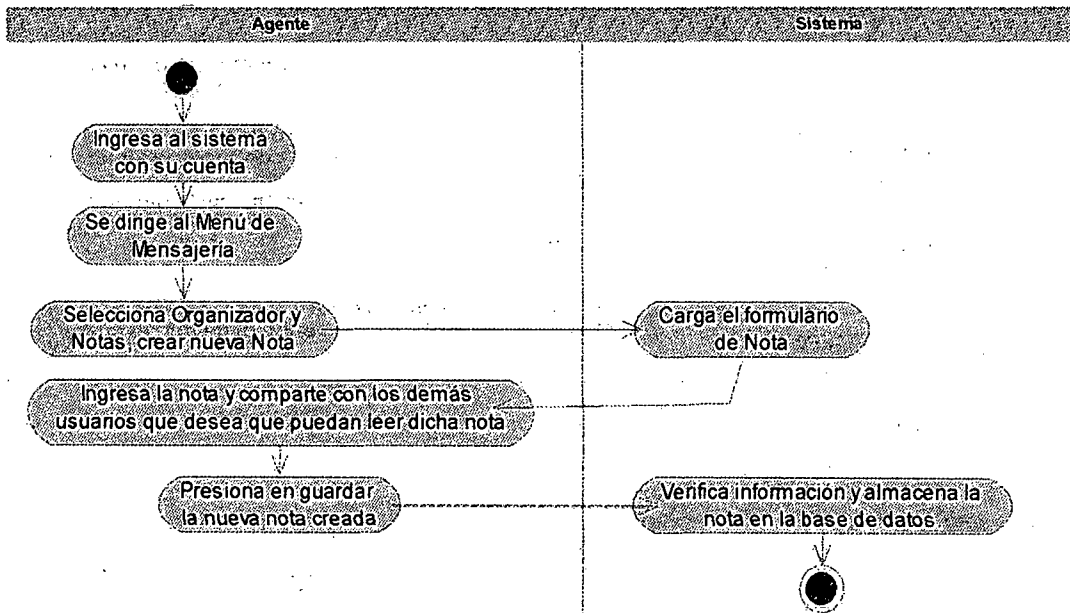 Agente
Sistema
Ingresa al sistema
con su cuenta.
Se dirige al Menú de
Mensajería
Selecciona Organizador y
Notas, crear nueva Nota
Carga el formulario
de Nota
Ingresa la nota y comparte con los demás
usuarios que desea que puedan leer dicha nota
Presiona en guardar
la nueva nota creada
Verifica información y almacena la
nota en la base de datos.